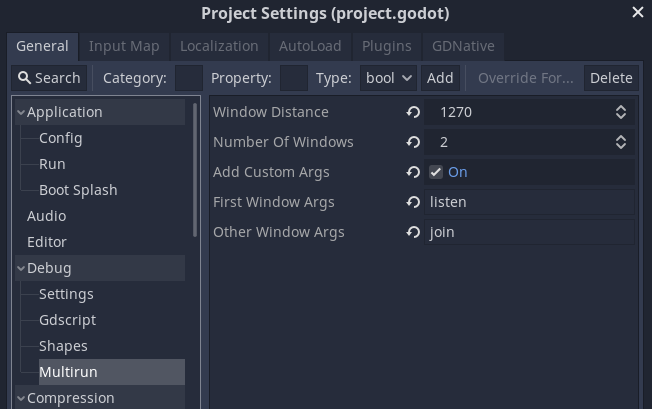 Project Settings (project.godot)
General Input Map Localization AutoLoad Plugins GDNative
Search Category: Property: Type: bool Add Override For... Delete
Application
Config
Run
Boot Splash
Audio
Editor
Debug
Settings
Gdscript
Shapes
Multirun
Compression
Window Distance 1270
Number Of Windows 2
Add Custom Args On
First Window Args listen
Other Window Args join